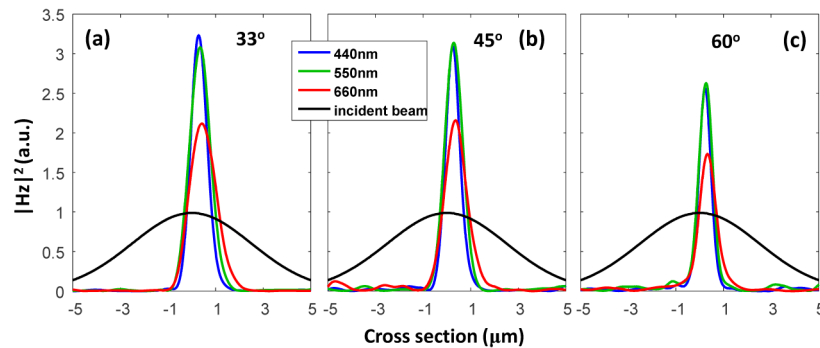 (a) 33° 45° (b) 60° (c)
440nm
550nm
660nm
incident beam
|Hz|² (a.u.)
3.5
3
2.5
2
1.5
1
0.5
0
-5 -3 -1 1 3 5 -5 -3 -1 1 3 5 -5 -3 -1 1 3 5
Cross section (μm)